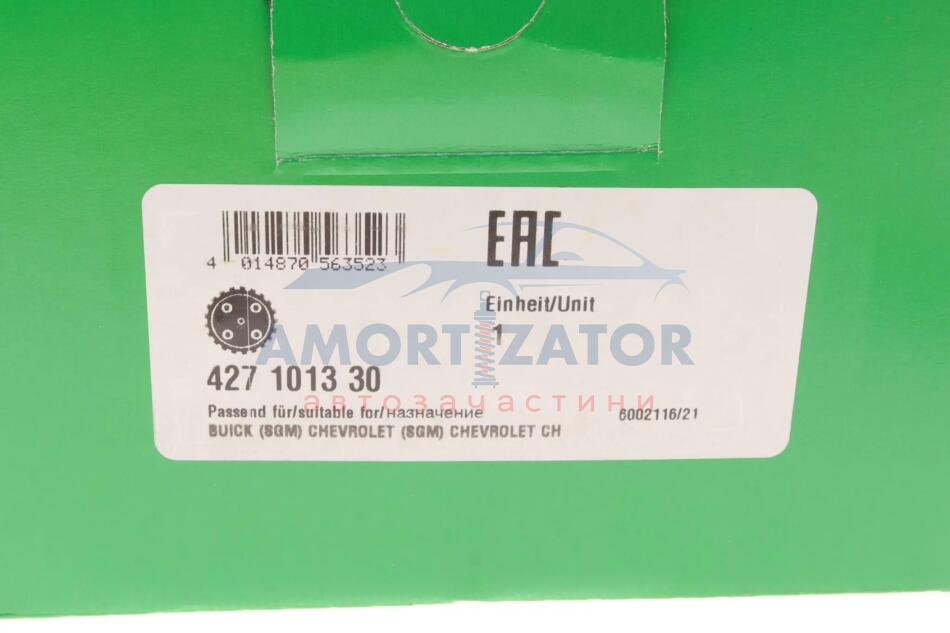 EAC
4 014870 563523
Einheit/Unit
1
AMORTIZATOR
427 1013 30
автозапчастини
Passend für/suitable for/назначение
6002116/21
BUICK (SGM) CHEVROLET (SGM) CHEVROLET CH